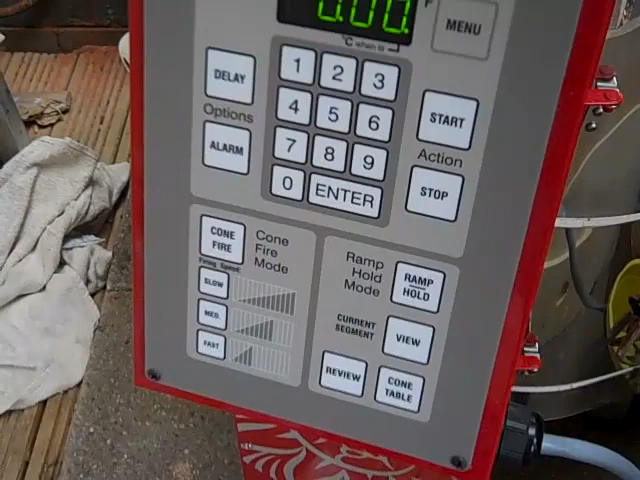 0.00.
°F
MENU
°C when lit
DELAY
1 2 3
Options
4 5 6
START
ALARM
7 8 9
Action
0 ENTER
STOP
CONE
FIRE
Cone
Fire
Mode
Firing Speed:
SLOW
MED.
FAST
Ramp
Hold
Mode
RAMP
HOLD
CURRENT
SEGMENT
VIEW
REVIEW
CONE
TABLE